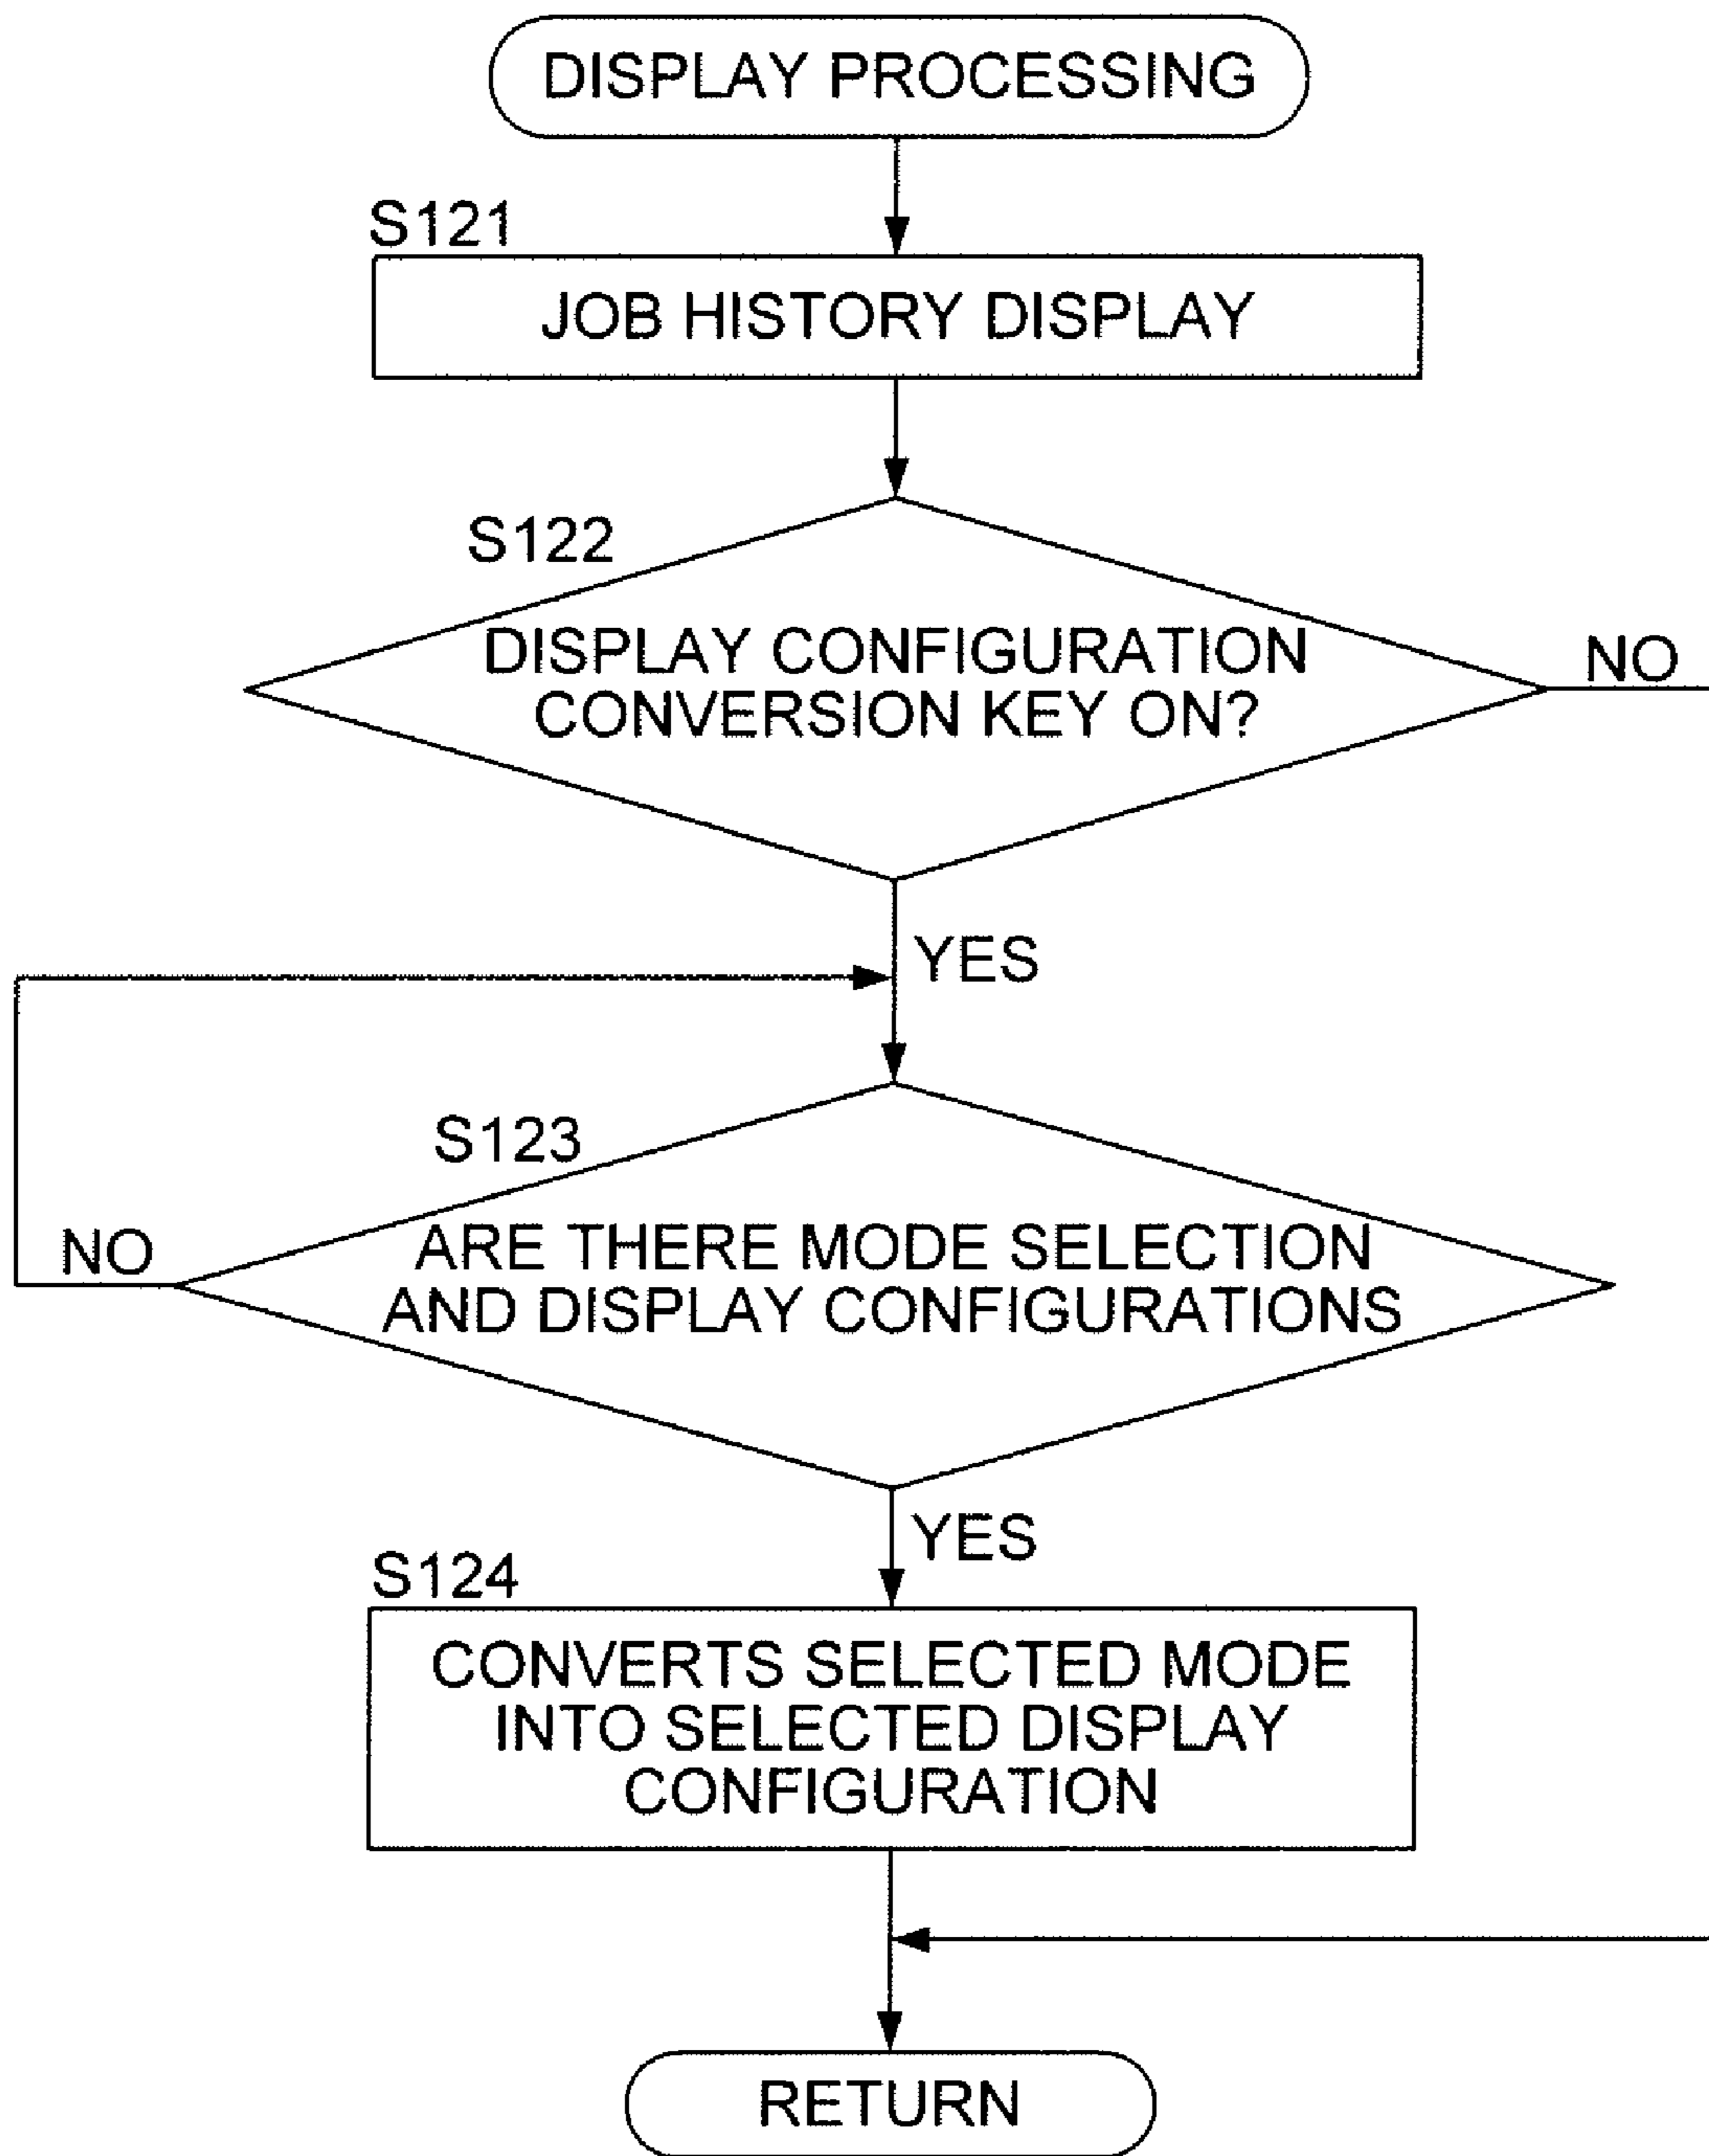 DISPLAY PROCESSING
S121
JOB HISTORY DISPLAY
S122
DISPLAY CONFIGURATION
CONVERSION KEY ON?
NO
YES
S123
ARE THERE MODE SELECTION
AND DISPLAY CONFIGURATIONS
NO
YES
S124
CONVERTS SELECTED MODE
INTO SELECTED DISPLAY
CONFIGURATION
RETURN